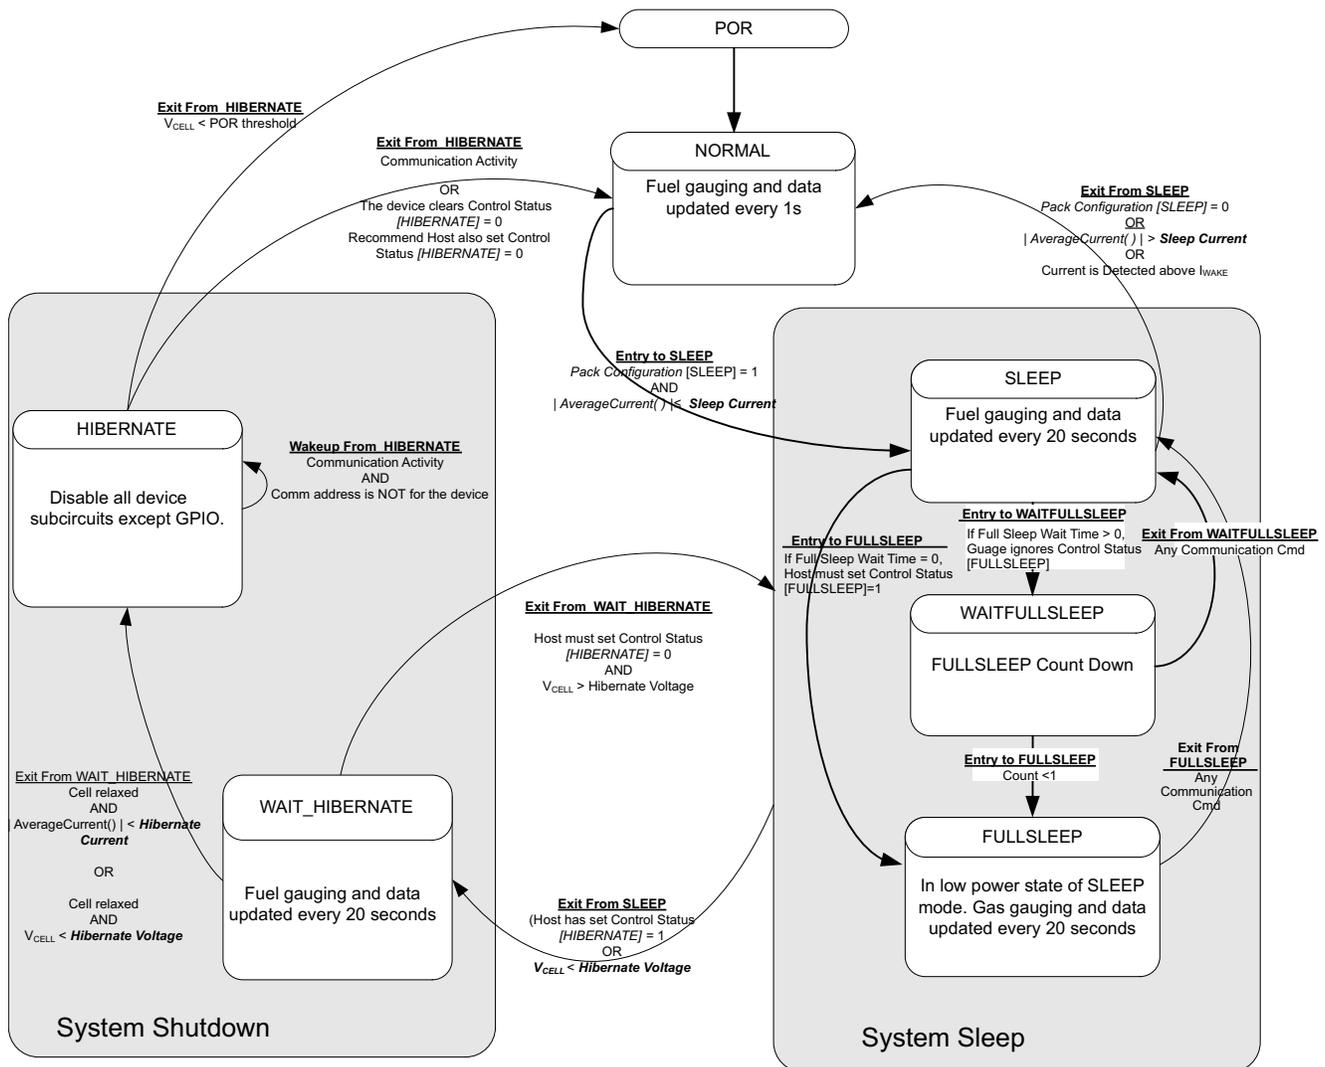 POR
Exit From HIBERNATE
VCELL < POR threshold
Exit From HIBERNATE
Communication Activity
OR
The device clears Control Status
[HIBERNATE] = 0
Recommend Host also set Control
Status [HIBERNATE] = 0
NORMAL
Fuel gauging and data
updated every 1s
Exit From SLEEP
Pack Configuration [SLEEP] = 0
OR
| AverageCurrent( ) | > Sleep Current
OR
Current is Detected above IWAKE
Entry to SLEEP
Pack Configuration [SLEEP] = 1
AND
| AverageCurrent( ) |≤ Sleep Current
SLEEP
Fuel gauging and data
updated every 20 seconds
HIBERNATE
Disable all device
subcircuits except GPIO.
Wakeup From HIBERNATE
Communication Activity
AND
Comm address is NOT for the device
Entry to FULLSLEEP
If Full Sleep Wait Time = 0,
Host must set Control Status
[FULLSLEEP]=1
Entry to WAITFULLSLEEP
If Full Sleep Wait Time > 0,
Guage ignores Control Status
[FULLSLEEP]
Exit From WAITFULLSLEEP
Any Communication Cmd
WAITFULLSLEEP
FULLSLEEP Count Down
Exit From WAIT_HIBERNATE
Host must set Control Status
[HIBERNATE] = 0
AND
VCELL > Hibernate Voltage
Entry to FULLSLEEP
Count <1
Exit From
FULLSLEEP
Any
Communication
Cmd
Exit From WAIT_HIBERNATE
Cell relaxed
AND
| AverageCurrent() | < Hibernate
Current
OR
Cell relaxed
AND
VCELL < Hibernate Voltage
WAIT_HIBERNATE
Fuel gauging and data
updated every 20 seconds
FULLSLEEP
In low power state of SLEEP
mode. Gas gauging and data
updated every 20 seconds
Exit From SLEEP
(Host has set Control Status
[HIBERNATE] = 1
OR
VCELL < Hibernate Voltage
System Shutdown
System Sleep